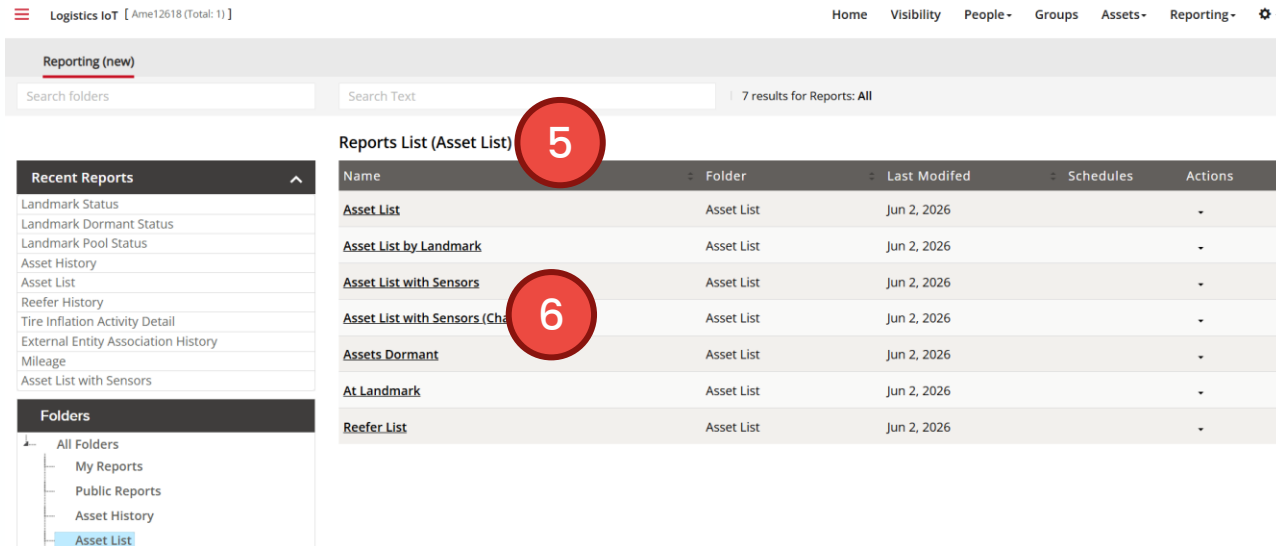 Logistics IoT [ Ame12618 (Total: 1) ] Home Visibility People Groups Assets Reporting
Reporting (new)
Search folders Search Text 7 results for Reports: All
Reports List (Asset List) 5
Recent Reports
Landmark Status
Landmark Dormant Status
Landmark Pool Status
Asset History
Asset List
Reefer History
Tire Inflation Activity Detail
External Entity Association History
Mileage
Asset List with Sensors
Folders
All Folders
My Reports
Public Reports
Asset History
Asset List
Name Folder Last Modifed Schedules Actions
Asset List Asset List Jun 2, 2026
Asset List by Landmark Asset List Jun 2, 2026
Asset List with Sensors Asset List Jun 2, 2026
6
Asset List with Sensors Asset List Jun 2, 2026
Assets Dormant Asset List Jun 2, 2026
At Landmark Asset List Jun 2, 2026
Reefer List Asset List Jun 2, 2026